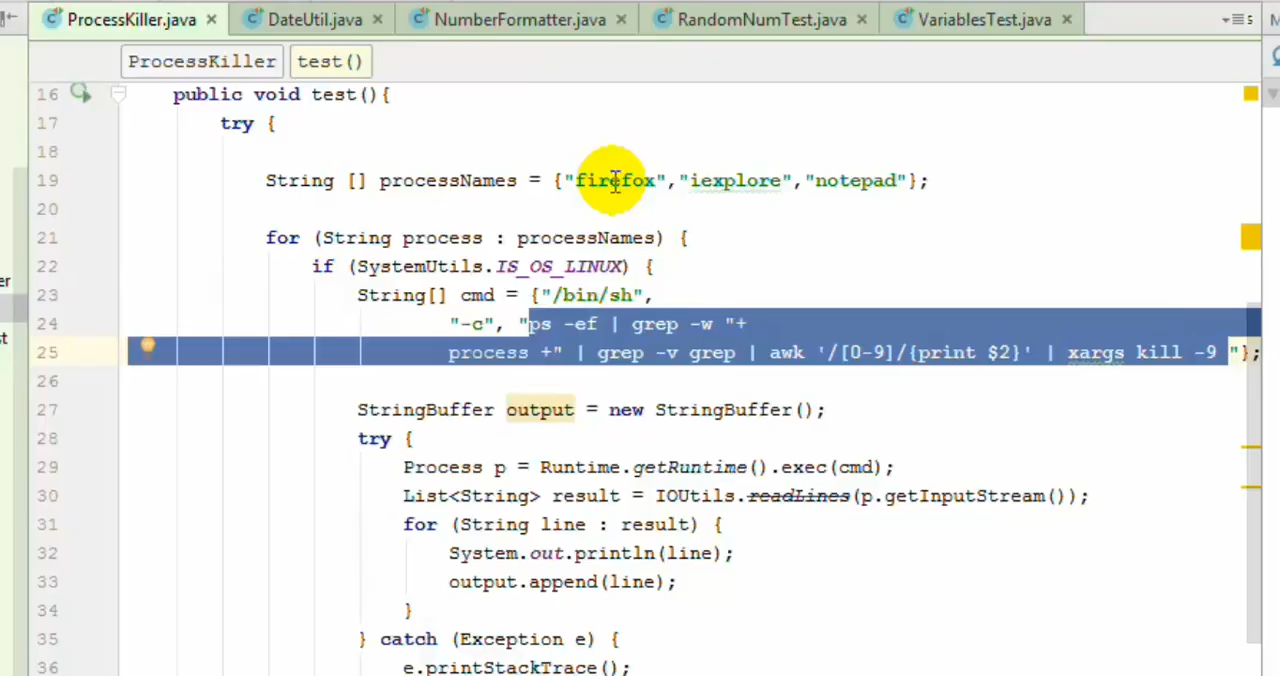 ProcessKiller.java × DateUtil.java × NumberFormatter.java × RandomNumTest.java × VariablesTest.java × 5 M
ProcessKiller test()
16 public void test(){
17 try {
18
19 String [] processNames = {"firefox","iexplore","notepad"};
20
21 for (String process : processNames) {
22 if (SystemUtils.IS_OS_LINUX) {
er
23 String[] cmd = {"/bin/sh",
24 "-c", "ps -ef | grep -w "+
st
25 process +" | grep -v grep | awk '/[0-9]/{print $2}' | xargs kill -9 "};
26
27 StringBuffer output = new StringBuffer();
28 try {
29 Process p = Runtime.getRuntime().exec(cmd);
30 List<String> result = IOUtils.readLines(p.getInputStream());
31 for (String line : result) {
32 System.out.println(line);
33 output.append(line);
34 }
35 } catch (Exception e) {
36 e.printStackTrace();